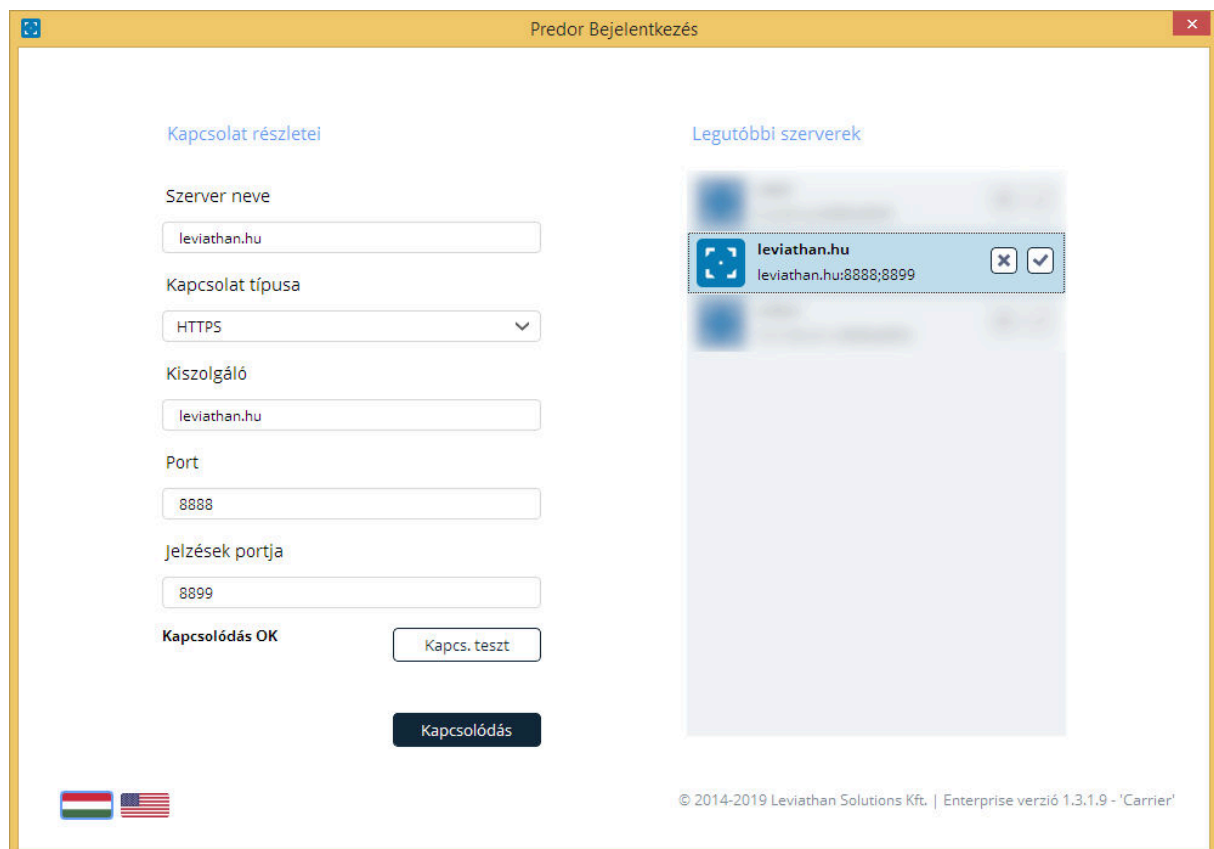 Predor Bejelentkezés
Kapcsolat részletei
Szerver neve
leviathan.hu
Kapcsolat típusa
HTTPS
Kiszolgáló
leviathan.hu
Port
8888
Jelzések portja
8899
Kapcsolódás OK
Kapcs. teszt
Kapcsolódás
Legutóbbi szerverek
leviathan.hu
leviathan.hu:8888;8899
© 2014-2019 Leviathan Solutions Kft. | Enterprise verzió 1.3.1.9 - 'Carrier'